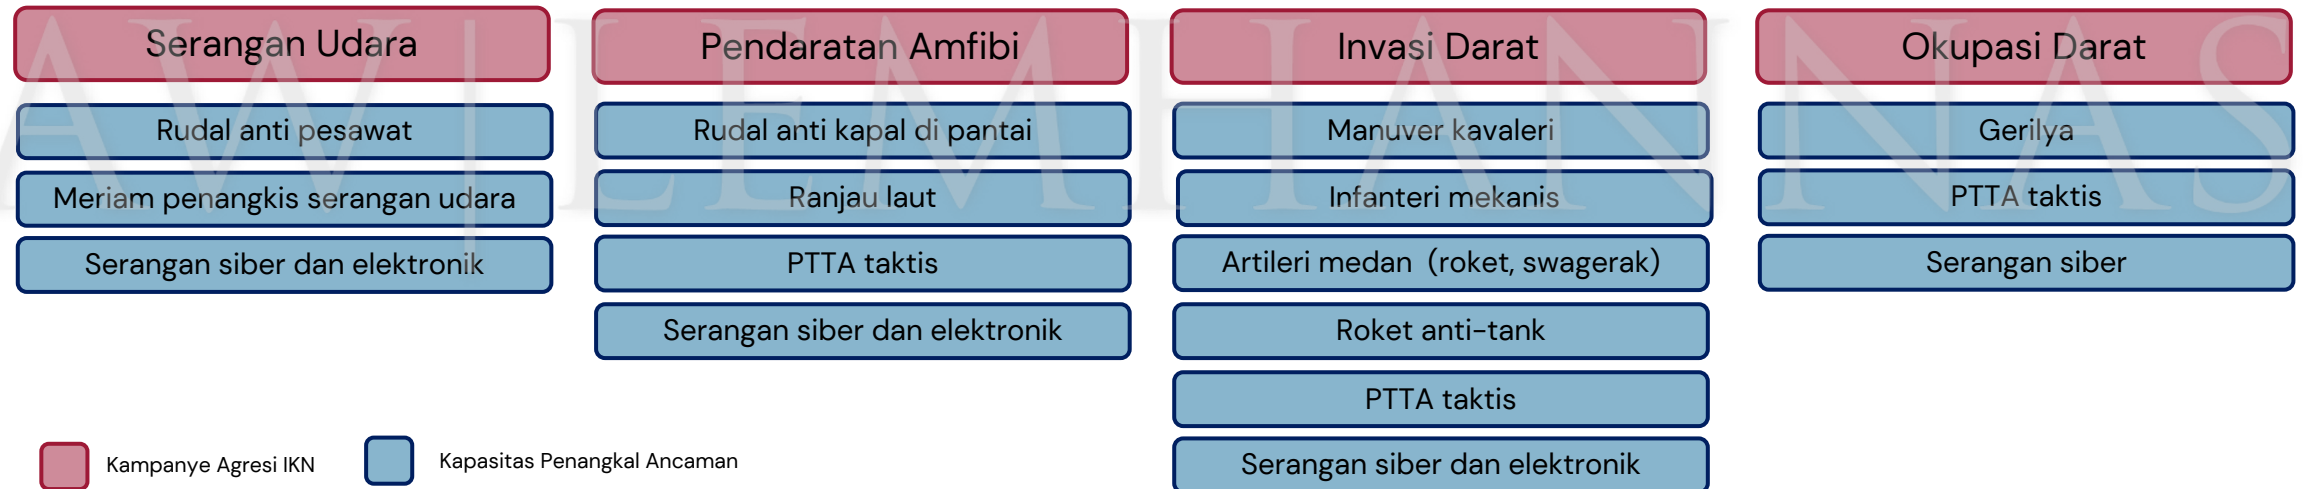 Serangan Udara
Rudal anti pesawat
Meriam penangkis serangan udara
Serangan siber dan elektronik
Pendaratan Amfibi
Rudal anti kapal di pantai
Ranjau laut
PTTA taktis
Serangan siber dan elektronik
Invasi Darat
Manuver kavaleri
Infanteri mekanis
Artileri medan (roket, swagerak)
Roket anti-tank
PTTA taktis
Serangan siber dan elektronik
Okupasi Darat
Gerilya
PTTA taktis
Serangan siber
Kampanye Agresi IKN
Kapasitas Penangkal Ancaman
AW | LEMHANNAS